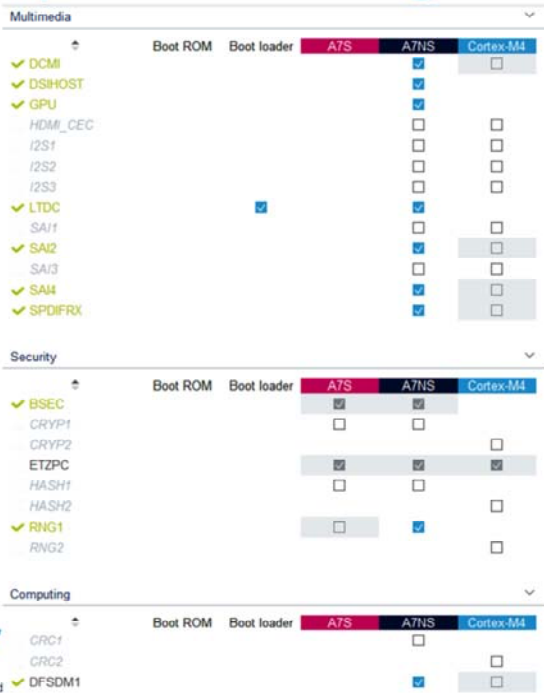 Multimedia
Boot ROM Boot loader A7S A7NS Cortex-M4
DCMI
DSIHOST
GPU
HDMI_CEC
I2S1
I2S2
I2S3
LTDC
SAI1
SAI2
SAI3
SAI4
SPDIFRX
Security
Boot ROM Boot loader A7S A7NS Cortex-M4
BSEC
CRYP1
CRYP2
ETZPC
HASH1
HASH2
RNG1
RNG2
Computing
Boot ROM Boot loader A7S A7NS Cortex-M4
CRC1
CRC2
DFSDM1